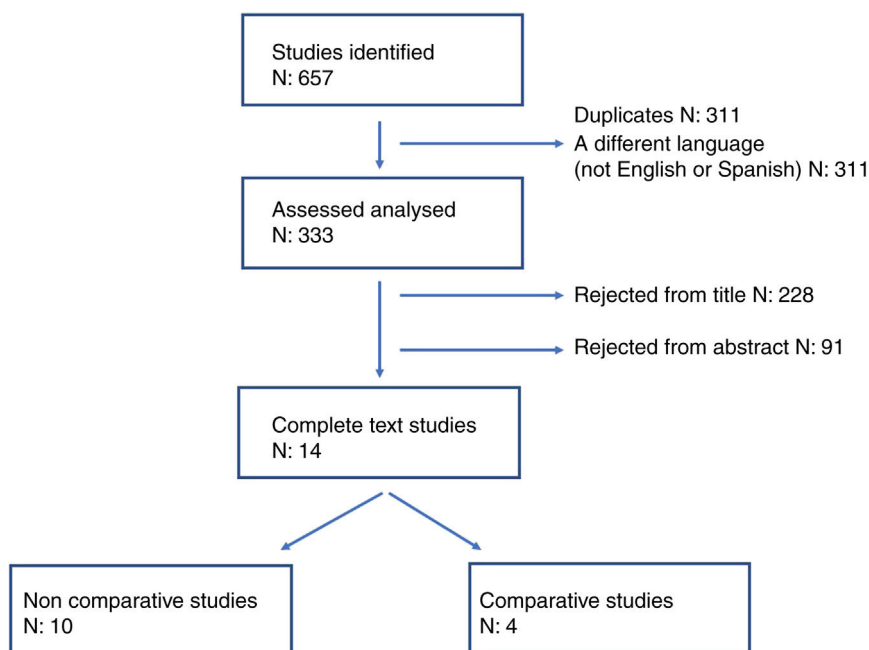 Studies identified
N: 657
Duplicates N: 311
A different language
(not English or Spanish) N: 311
Assessed analysed
N: 333
Rejected from title N: 228
Rejected from abstract N: 91
Complete text studies
N: 14
Non comparative studies
N: 10
Comparative studies
N: 4